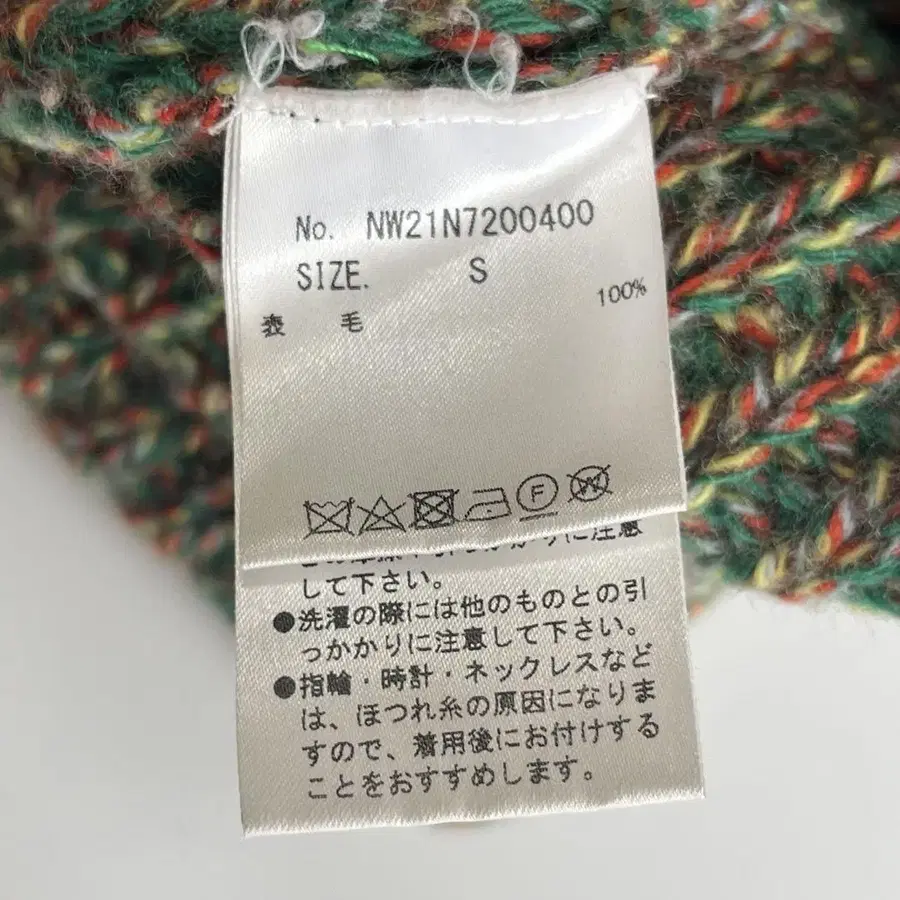 No. NW21N7200400
SIZE. S
表 毛 100%
F
W
に注意
して下さい。
●洗濯の際には他のものとの引
っかかりに注意して下さい。
●指輪・時計・ネックレスなど
は、ほつれ糸の原因になりま
すので、着用後にお付けする
ことをおすすめします。